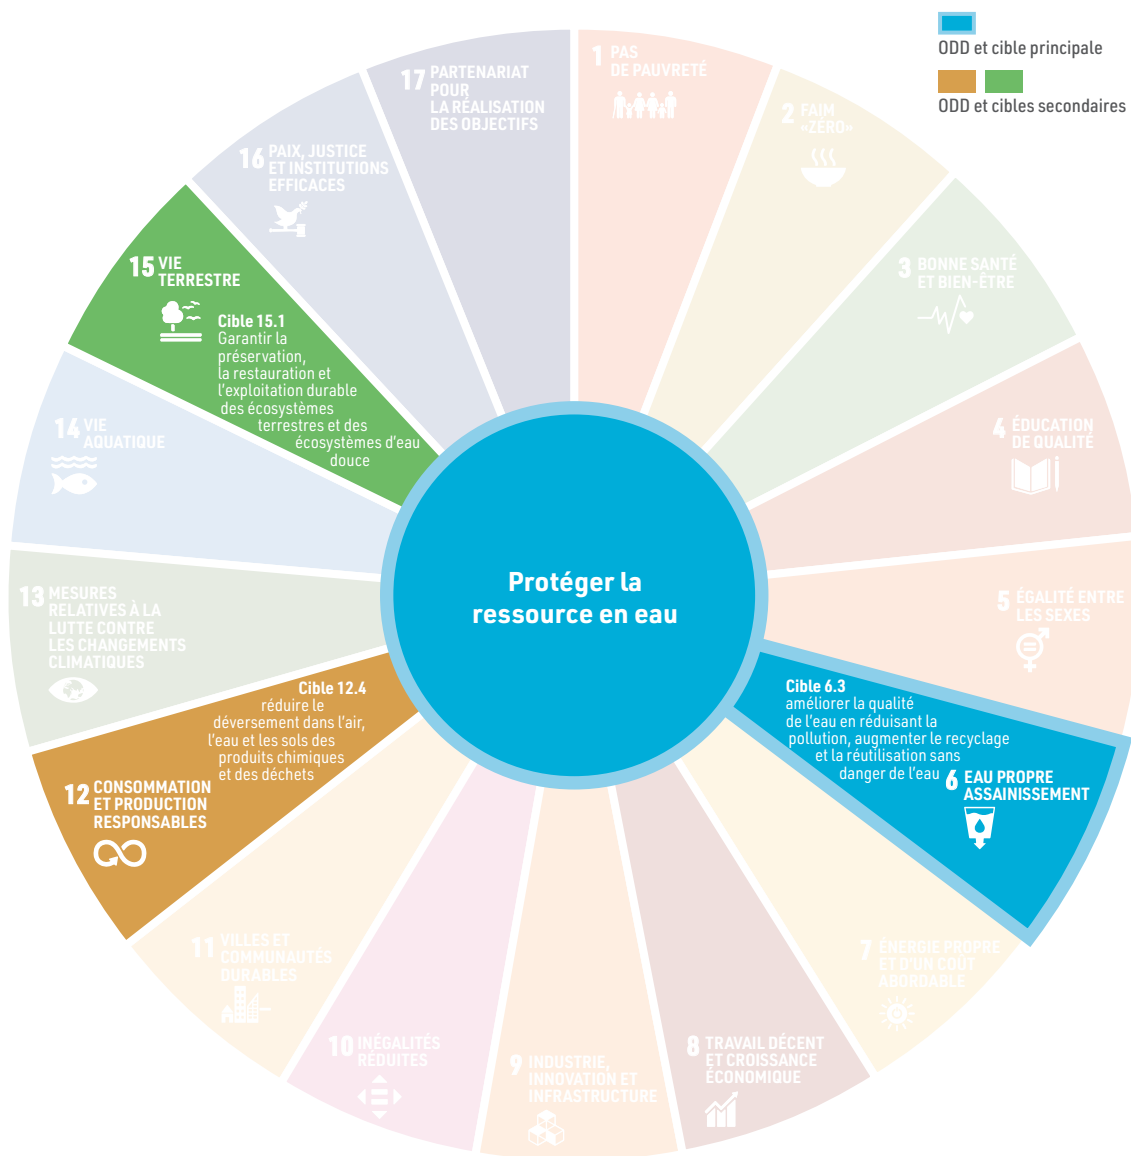 ODD et cible principale
ODD et cibles secondaires
1 PAS
DE PAUVRETÉ
2 FAIM
«ZÉRO»
3 BONNE SANTÉ
ET BIEN-ÊTRE
4 ÉDUCATION
DE QUALITÉ
5 ÉGALITÉ ENTRE
LES SEXES
Cible 6.3
améliorer la qualité
de l'eau en réduisant la
pollution, augmenter le recyclage
et la réutilisation sans
danger de l'eau
6 EAU PROPRE
ASSAINISSEMENT
7 ÉNERGIE PROPRE
ET D'UN COÛT
ABORDABLE
8 TRAVAIL DÉCENT
ET CROISSANCE
ÉCONOMIQUE
9 INDUSTRIE,
INNOVATION ET
INFRASTRUCTURE
10 INÉGALITÉS
RÉDUITES
11 VILLES ET
COMMUNAUTÉS
DURABLES
Cible 12.4
réduire le
déversement dans l'air,
l'eau et les sols des
produits chimiques
et des déchets
12 CONSOMMATION
ET PRODUCTION
RESPONSABLES
13 MESURES
RELATIVES À LA
LUTTE CONTRE
LES CHANGEMENTS
CLIMATIQUES
14 VIE
AQUATIQUE
15 VIE
TERRESTRE
Cible 15.1
Garantir la
préservation,
la restauration et
l'exploitation durable
des écosystèmes
terrestres et des
écosystèmes d'eau
douce
16 PAIX, JUSTICE
ET INSTITUTIONS
EFFICACES
17 PARTENARIAT
POUR
LA RÉALISATION
DES OBJECTIFS
Protéger la
ressource en eau